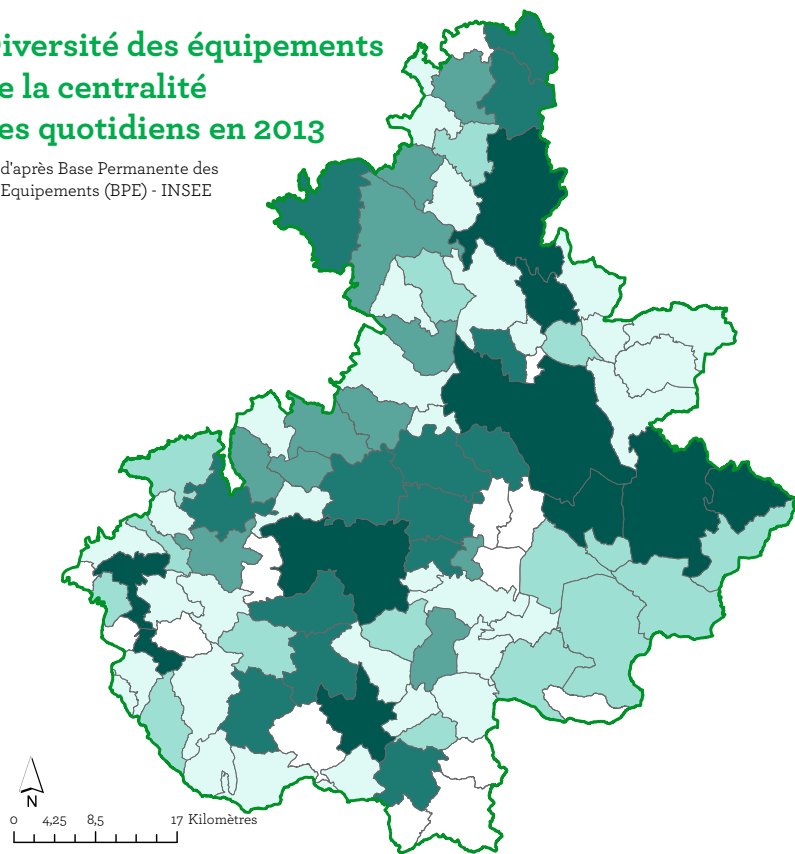 iversité des équipements
e la centralité
es quotidiens en 2013
d'après Base Permanente des
Equipements (BPE) - INSEE
N
0 4,25 8,5 17 Kilomètres